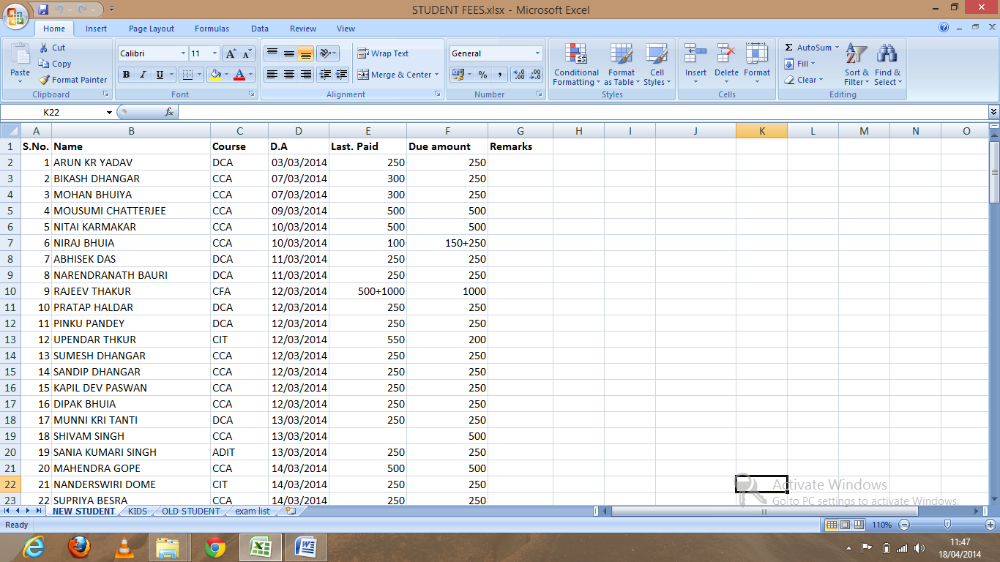 STUDENT FEES.xlsx - Microsoft Excel
Home Insert Page Layout Formulas Data Review View
Paste
Cut
Copy
Format Painter
Clipboard
Calibri 11
B I U
Font
Wrap Text
Merge & Center
Alignment
General
% ,
Number
Conditional Formatting
Format as Table
Cell Styles
Styles
Insert Delete Format
Cells
Σ AutoSum
Fill
Clear
Sort & Filter
Find & Select
Editing
K22 fx
A B C D E F G H I J K L M N O
1 S.No. Name Course D.A Last. Paid Due amount Remarks
2 1 ARUN KR YADAV DCA 03/03/2014 250 250
3 2 BIKASH DHANGAR CCA 07/03/2014 300 250
4 3 MOHAN BHUIYA CCA 07/03/2014 300 250
5 4 MOUSUMI CHATTERJEE CCA 09/03/2014 500 500
6 5 NITAI KARMAKAR CCA 10/03/2014 500 500
7 6 NIRAJ BHUIA CCA 10/03/2014 100 150+250
8 7 ABHISEK DAS DCA 11/03/2014 250 250
9 8 NARENDRANATH BAURI DCA 11/03/2014 250 250
10 9 RAJEEV THAKUR CFA 12/03/2014 500+1000 1000
11 10 PRATAP HALDAR DCA 12/03/2014 250 250
12 11 PINKU PANDEY DCA 12/03/2014 250 250
13 12 UPENDAR THKUR CIT 12/03/2014 550 200
14 13 SUMESH DHANGAR CCA 12/03/2014 250 250
15 14 SANDIP DHANGAR CCA 12/03/2014 250 250
16 15 KAPIL DEV PASWAN CCA 12/03/2014 250 250
17 16 DIPAK BHUIA CCA 12/03/2014 250 250
18 17 MUNNI KRI TANTI DCA 13/03/2014 250 250
19 18 SHIVAM SINGH CCA 13/03/2014 500
20 19 SANIA KUMARI SINGH ADIT 13/03/2014 250 250
21 20 MAHENDRA GOPE CCA 14/03/2014 500 500
22 21 NANDERSWIRI DOME CIT 14/03/2014 250 250
23 22 SUPRIYA BESRA CCA 14/03/2014 250 250
Activate Windows
Go to PC settings to activate Windows.
NEW STUDENT KIDS OLD STUDENT exam list
Ready 110%
11:47
18/04/2014